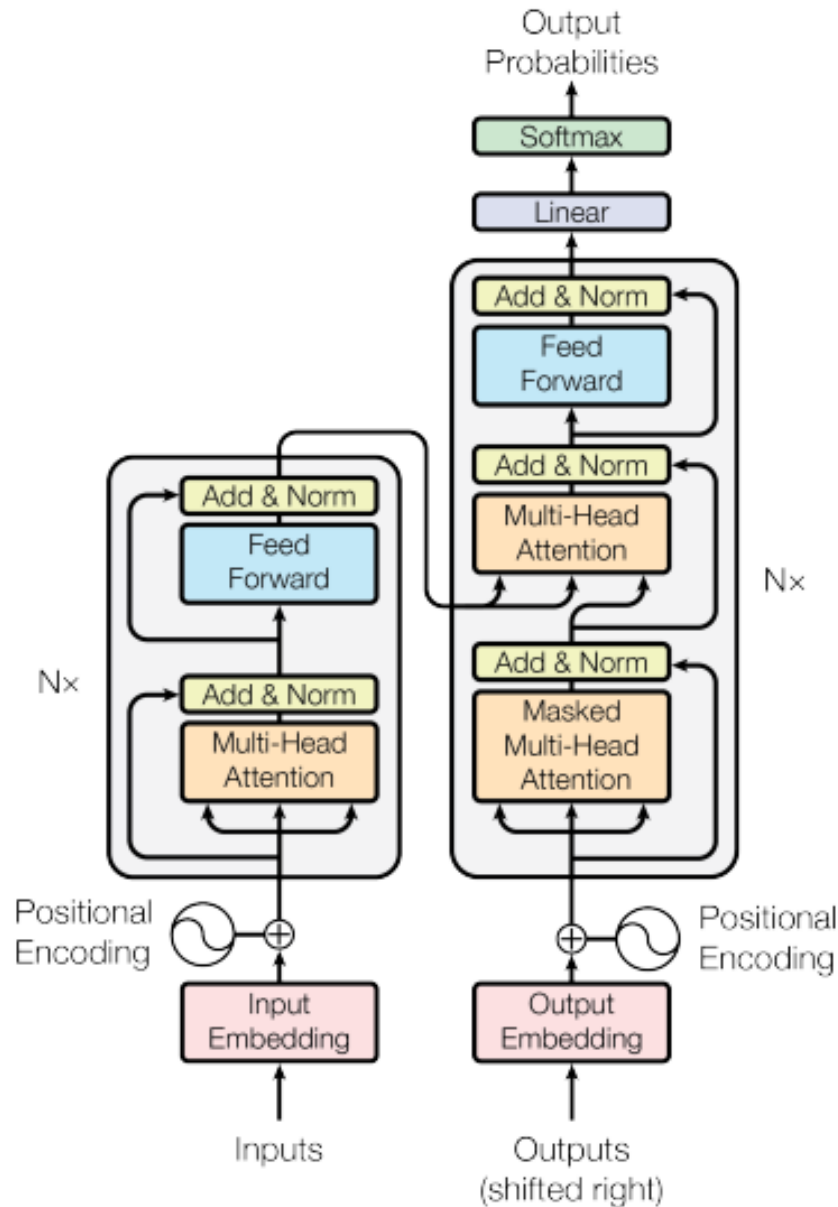 Output
Probabilities
Softmax
Linear
Add & Norm
Feed
Forward
Add & Norm
Multi-Head
Attention
Nx
Add & Norm
Masked
Multi-Head
Attention
Add & Norm
Feed
Forward
Nx
Add & Norm
Multi-Head
Attention
Positional
Encoding
Positional
Encoding
Input
Embedding
Output
Embedding
Inputs
Outputs
(shifted right)